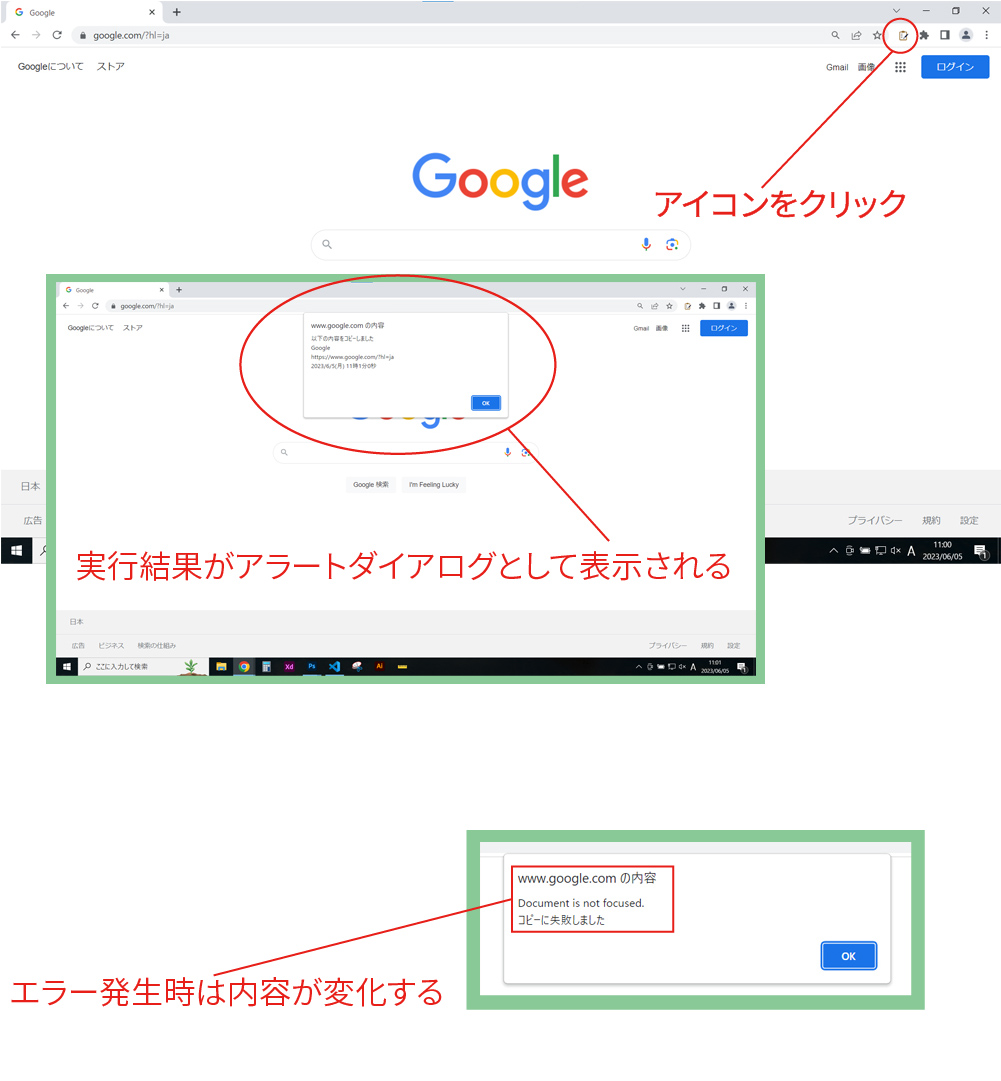 Google
google.com/?hl=ja
Googleについて ストア
Gmail 画像
ログイン
Google
アイコンをクリック
Google
google.com/?hl=ja
Googleについて ストア
Gmail 画像
ログイン
www.google.com の内容
以下の内容をコピーしました
Google
https://www.google.com/?hl=ja
2023/6/5(月) 11時1分0秒
OK
Google 検索 I'm Feeling Lucky
日本
広告
プライバシー 規約 設定
A 11:00
2023/06/05
1
実行結果がアラートダイアログとして表示される
日本
広告 ビジネス 検索の仕組み
プライバシー 規約 設定
ここに入力して検索
Xd Ps Ai
A 11:01
2023/06/05
www.google.com の内容
Document is not focused.
コピーに失敗しました
OK
エラー発生時は内容が変化する